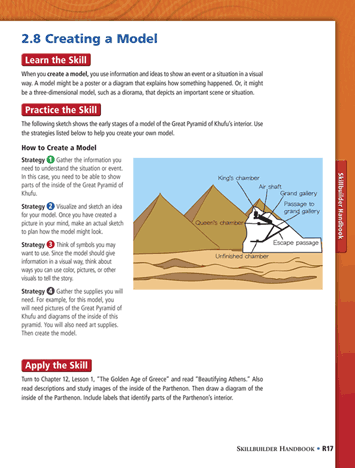 2.8 Creating a Model
Learn the Skill
When you create a model, you use information and ideas to show an event or a situation in a visual
way. A model might be a poster or a diagram that explains how something happened. Or, it might
be a three-dimensional model, such as a diorama, that depicts an important scene or situation.
Practice the Skill
The following sketch shows the early stages of a model of the Great Pyramid of Khufu's interior. Use
the strategies listed below to help you create your own model.
How to Create a Model
Strategy 1 Gather the information you
need to understand the situation or event.
In this case, you need to be able to show
parts of the inside of the Great Pyramid of
Khufu.
Strategy 2 Visualize and sketch an idea
for your model. Once you have created a
picture in your mind, make an actual sketch
to plan how the model might look.
Strategy 3 Think of symbols you may
want to use. Since the model should give
information in a visual way, think about
ways you can use color, pictures, or other
visuals to tell the story.
Strategy 4 Gather the supplies you will
need. For example, for this model, you
will need pictures of the Great Pyramid of
Khufu and diagrams of the inside of this
pyramid. You will also need art supplies.
Then create the model.
King's chamber
Air shaft
Grand gallery
Passage to
grand gallery
Queen's chamber
Escape passage
Unfinished chamber
Apply the Skill
Turn to Chapter 12, Lesson 1, "The Golden Age of Greece" and read "Beautifying Athens." Also
read descriptions and study images of the inside of the Parthenon. Then draw a diagram of the
inside of the Parthenon. Include labels that identify parts of the Parthenon's interior.
Skillbuilder Handbook
SKILLBUILDER HANDBOOK • R17